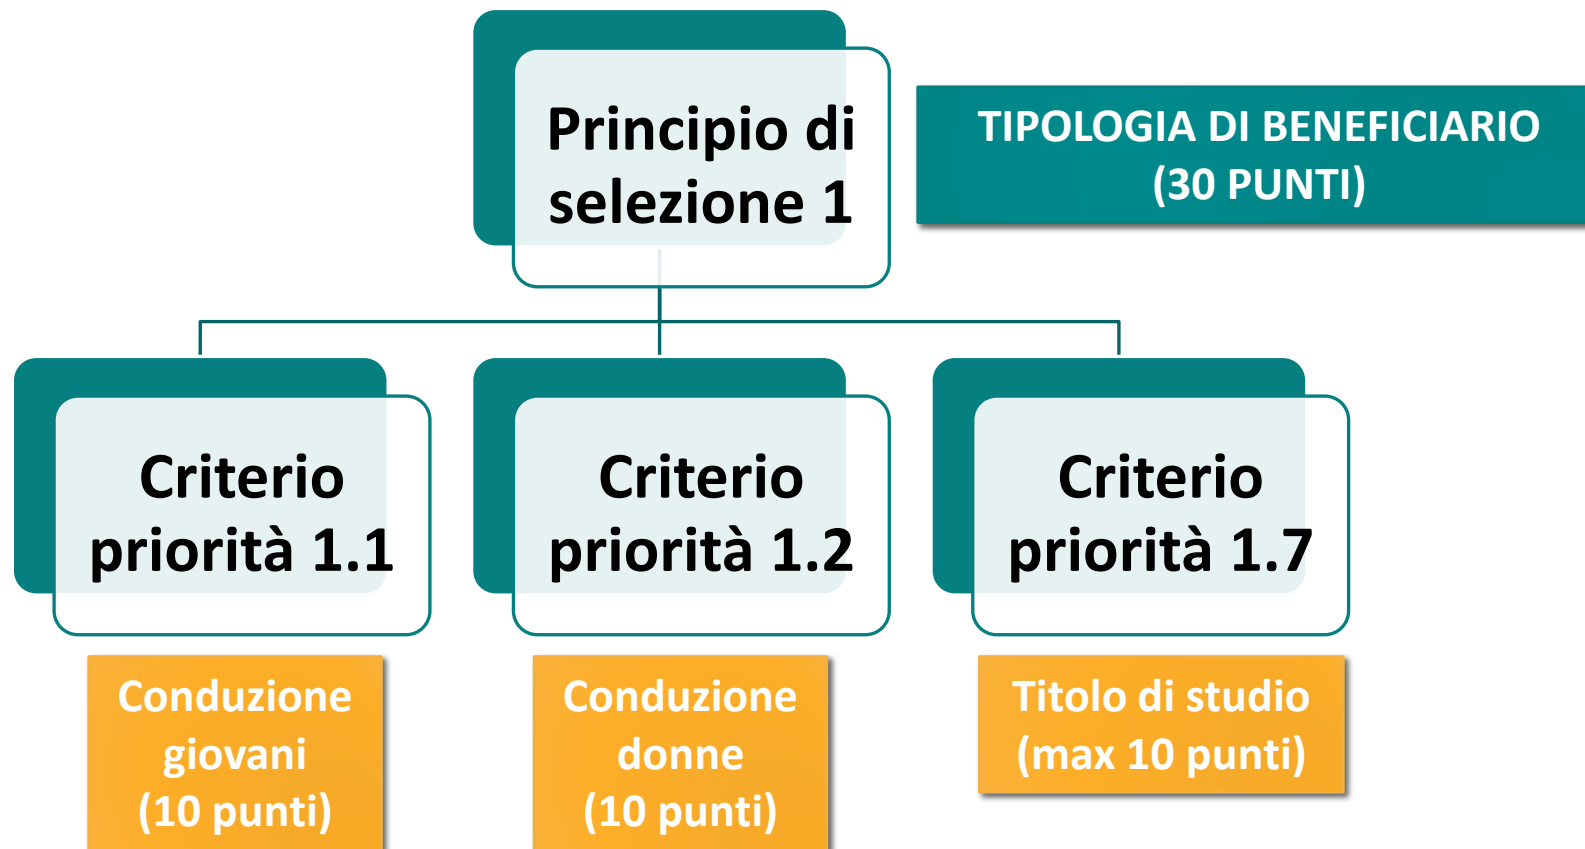 Principio di
selezione 1
TIPOLOGIA DI BENEFICIARIO
(30 PUNTI)
Criterio
priorità 1.1
Criterio
priorità 1.2
Criterio
priorità 1.7
Conduzione
giovani
(10 punti)
Conduzione
donne
(10 punti)
Titolo di studio
(max 10 punti)